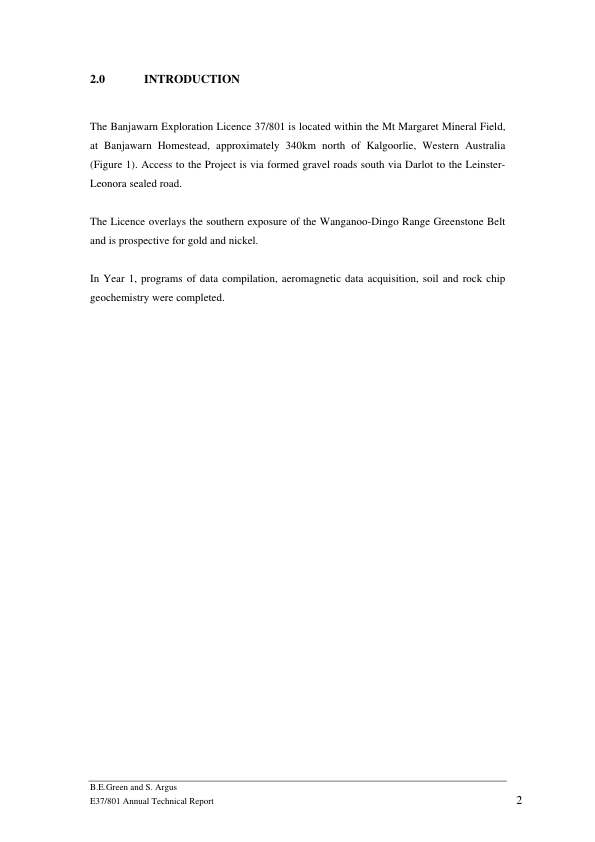 2.0 INTRODUCTION
The Banjawarn Exploration Licence 37/801 is located within the Mt Margaret Mineral Field,
at Banjawarn Homestead, approximately 340km north of Kalgoorlie, Western Australia
(Figure 1). Access to the Project is via formed gravel roads south via Darlot to the Leinster-
Leonora sealed road.
The Licence overlays the southern exposure of the Wanganoo-Dingo Range Greenstone Belt
and is prospective for gold and nickel.
In Year 1, programs of data compilation, aeromagnetic data acquisition, soil and rock chip
geochemistry were completed.
B.E.Green and S. Argus
E37/801 Annual Technical Report 2